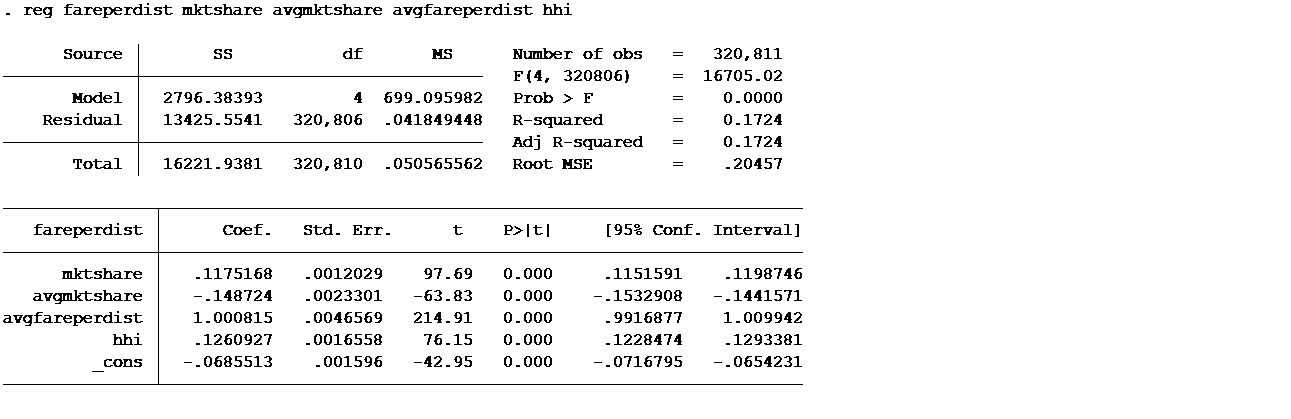 . reg fareperdist mktshare avgmktshare avgfareperdist hhi
Source SS df MS Number of obs = 320,811
F(4, 320806) = 16705.02
Model 2796.38393 4 699.095982 Prob > F = 0.0000
Residual 13425.5541 320,806 .041849448 R-squared = 0.1724
Adj R-squared = 0.1724
Total 16221.9381 320,810 .050565562 Root MSE = .20457
fareperdist Coef. Std. Err. t P>|t| [95% Conf. Interval]
mktshare .1175168 .0012029 97.69 0.000 .1151591 .1198746
avgmktshare -.148724 .0023301 -63.83 0.000 -.1532908 -.1441571
avgfareperdist 1.000815 .0046569 214.91 0.000 .9916877 1.009942
hhi .1260927 .0016558 76.15 0.000 .1228474 .1293381
_cons -.0685513 .001596 -42.95 0.000 -.0716795 -.0654231